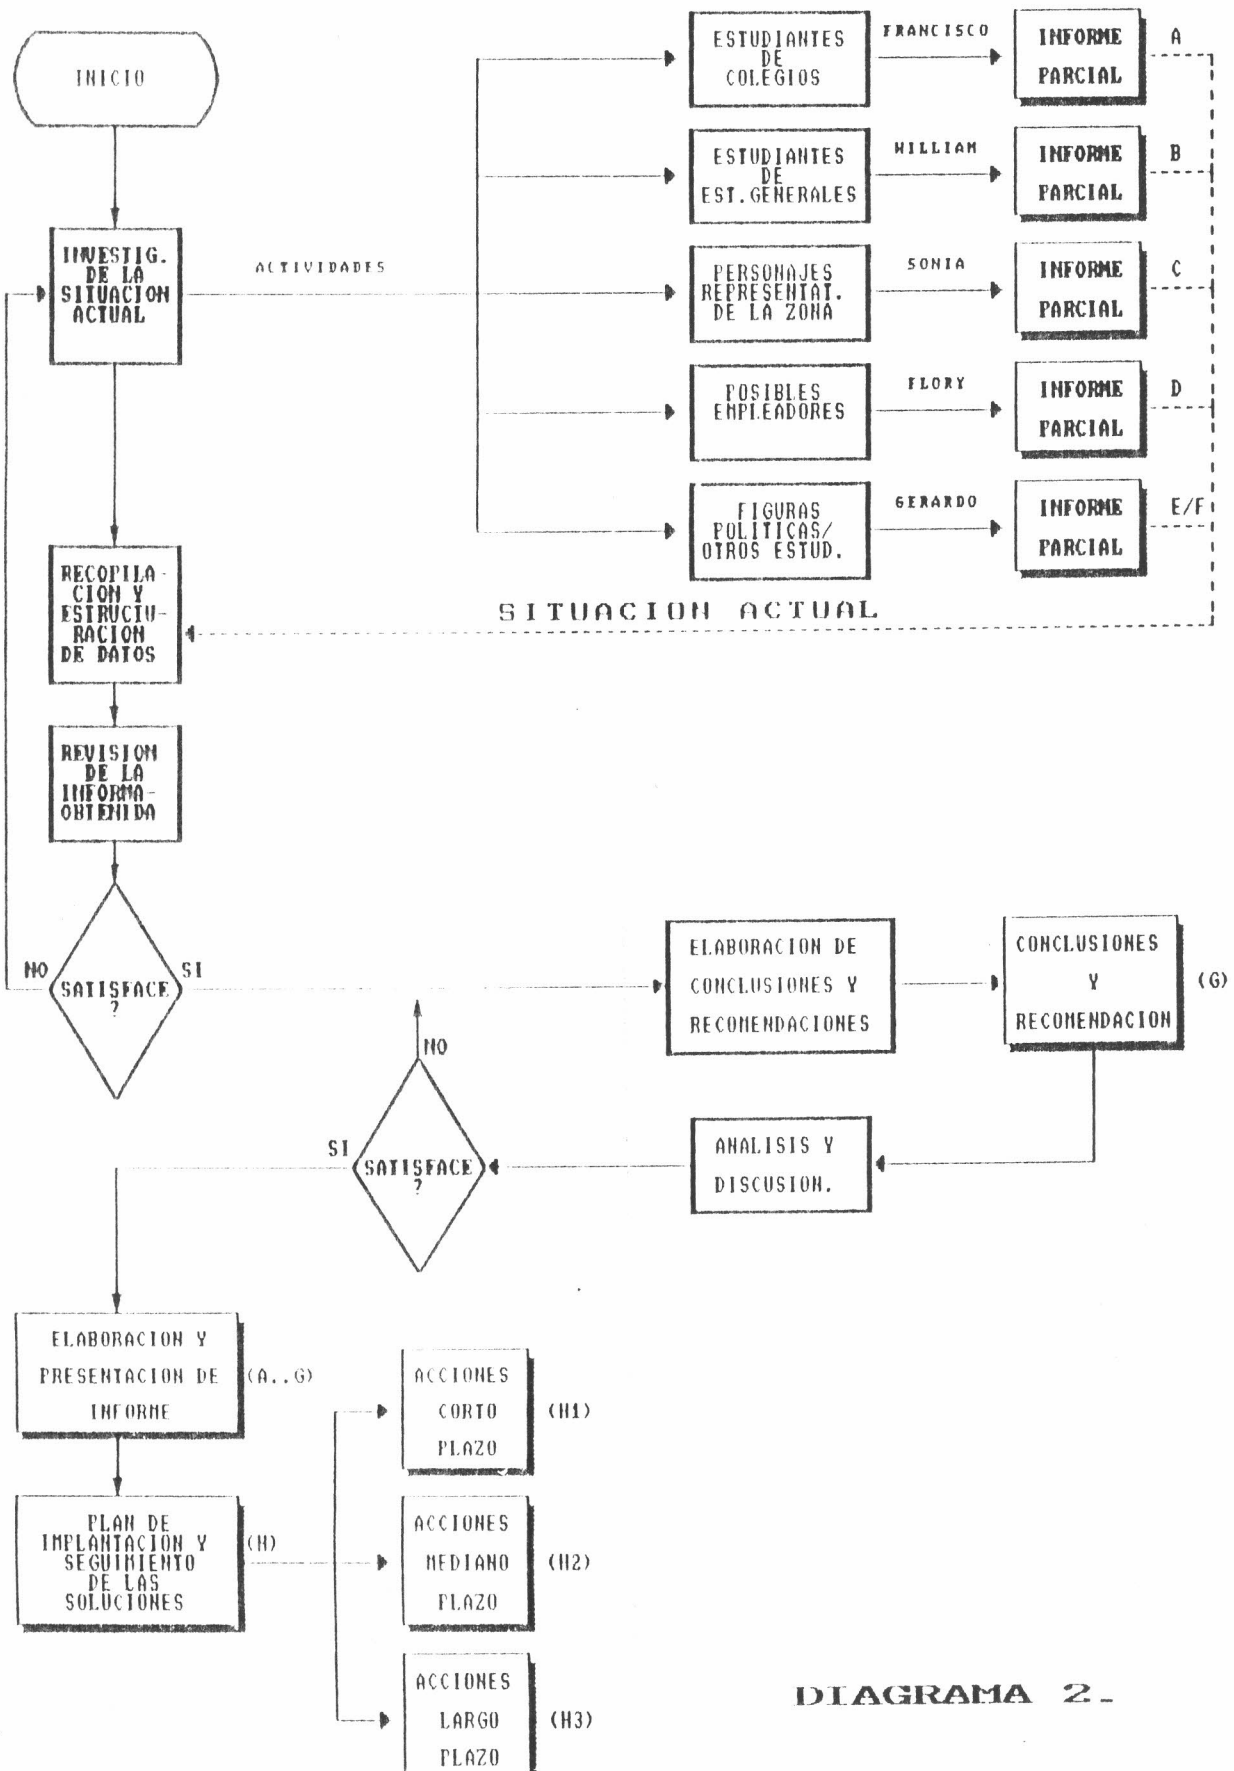 INICIO
ESTUDIANTES
DE
COLEGIOS
FRANCISCO
INFORME
PARCIAL
A
ESTUDIANTES
DE
EST.GENERALES
WILLIAM
INFORME
PARCIAL
B
INVESTIG.
DE LA
SITUACION
ACTUAL
ACTIVIDADES
PERSONAJES
REPRESENTAT.
DE LA ZONA
SONIA
INFORME
PARCIAL
C
POSIBLES
EMPLEADORES
FLORY
INFORME
PARCIAL
D
FIGURAS
POLITICAS/
OTROS ESTUD.
GERARDO
INFORME
PARCIAL
E/F
SITUACION ACTUAL
RECOPILA-
CION Y
ESTRUCTU-
RACION
DE DATOS
REVISION
DE LA
INFORMA-
OBTENIDA
NO
SATISFACE
?
SI
ELABORACION DE
CONCLUSIONES Y
RECOMENDACIONES
CONCLUSIONES
Y
RECOMENDACION
(G)
NO
SI
SATISFACE
?
ANALISIS Y
DISCUSION.
ELABORACION Y
PRESENTACION DE
INFORME
(A..G)
ACCIONES
CORTO
PLAZO
(H1)
PLAN DE
IMPLANTACION Y
SEGUIMIENTO
DE LAS
SOLUCIONES
(H)
ACCIONES
MEDIANO
PLAZO
(H2)
ACCIONES
LARGO
PLAZO
(H3)
DIAGRAMA 2.